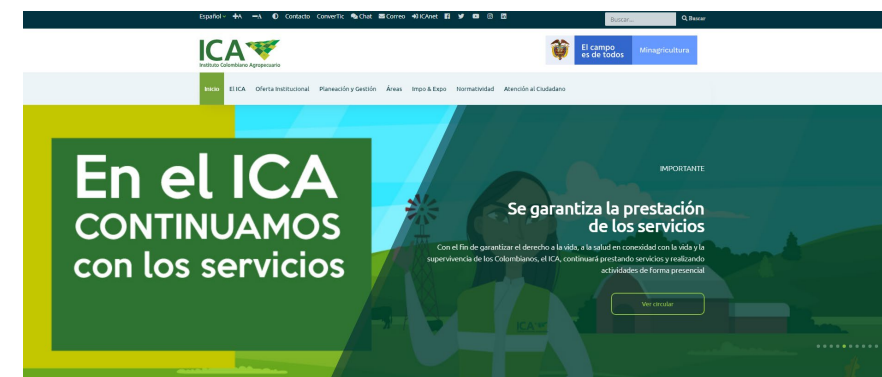 Español +A −A Contacto ConverTic Chat Correo ICAnet Buscar... Buscar
ICA
Instituto Colombiano Agropecuario
El campo
es de todos
Minagricultura
Inicio El ICA Oferta Institucional Planeación y Gestión Áreas Impo & Expo Normatividad Atención al Ciudadano
En el ICA
CONTINUAMOS
con los servicios
IMPORTANTE
Se garantiza la prestación
de los servicios
Con el fin de garantizar el derecho a la vida, a la salud en conexidad con la vida y la
supervivencia de los Colombianos, el ICA, continuará prestando servicios y realizando
actividades de forma presencial
Ver circular
ICA